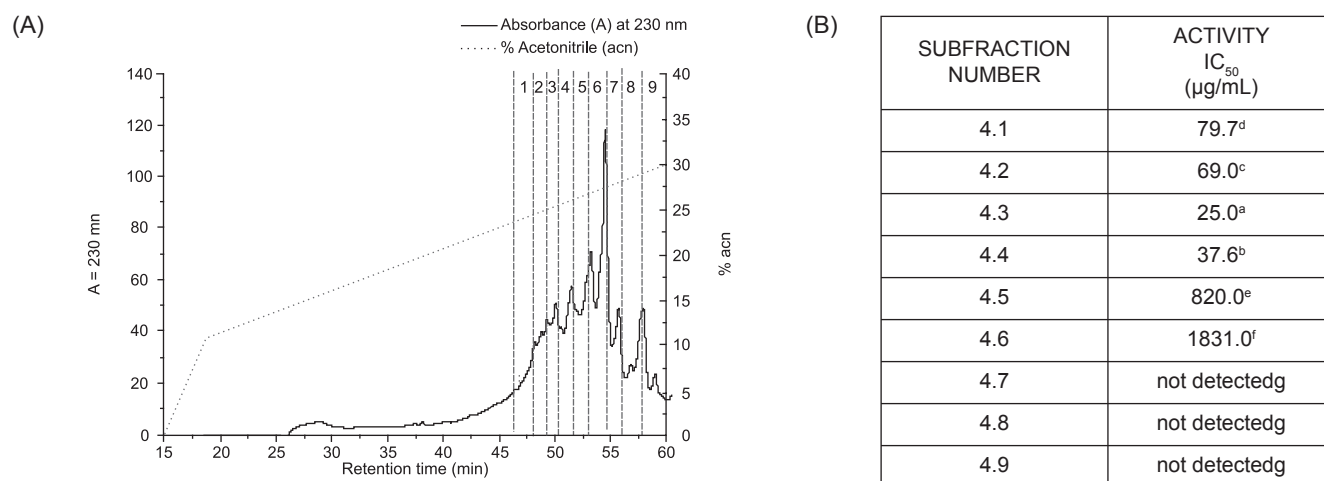 (A)
Absorbance (A) at 230 nm
% Acetonitrile (acn)
140
120
100
80
60
40
20
0
A = 230 mn
1 2 3 4 5 6 7 8 9
40
35
30
25
20
15
10
5
0
% acn
15 20 25 30 35 40 45 50 55 60
Retention time (min)
(B)
SUBFRACTION NUMBER
ACTIVITY IC50 (µg/mL)
4.1 79.7d
4.2 69.0c
4.3 25.0a
4.4 37.6b
4.5 820.0e
4.6 1831.0f
4.7 not detectedg
4.8 not detectedg
4.9 not detectedg